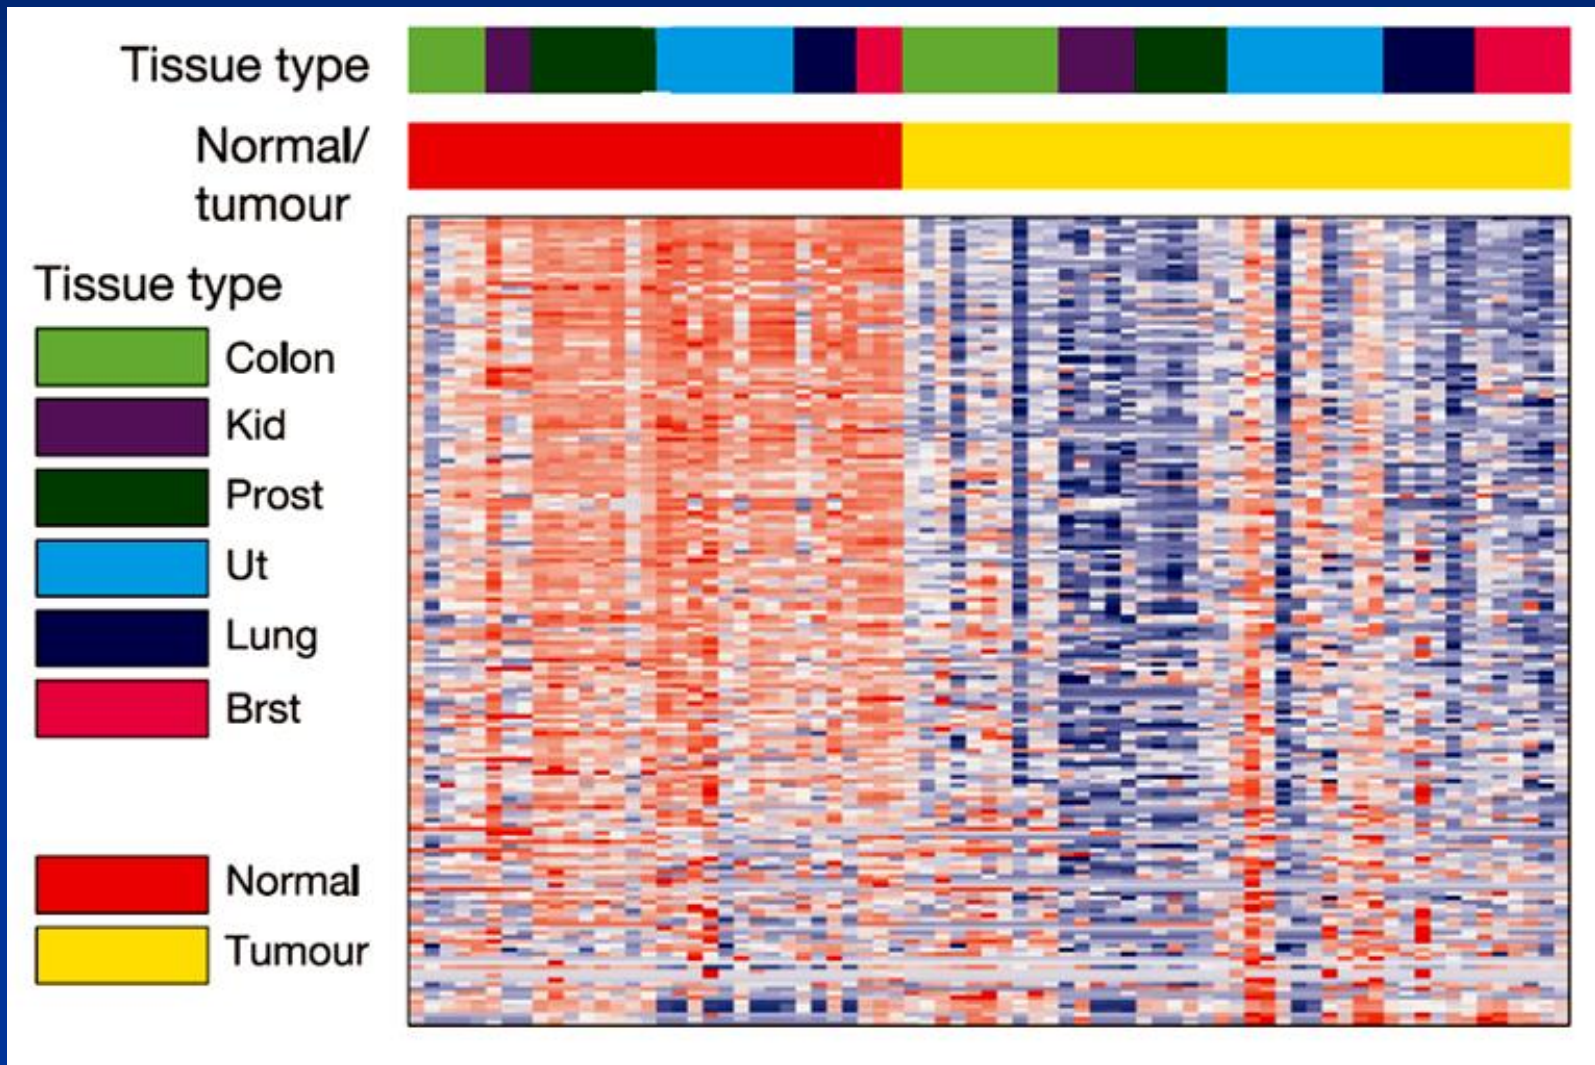 Tissue type
Normal/
tumour
Tissue type
Colon
Kid
Prost
Ut
Lung
Brst
Normal
Tumour